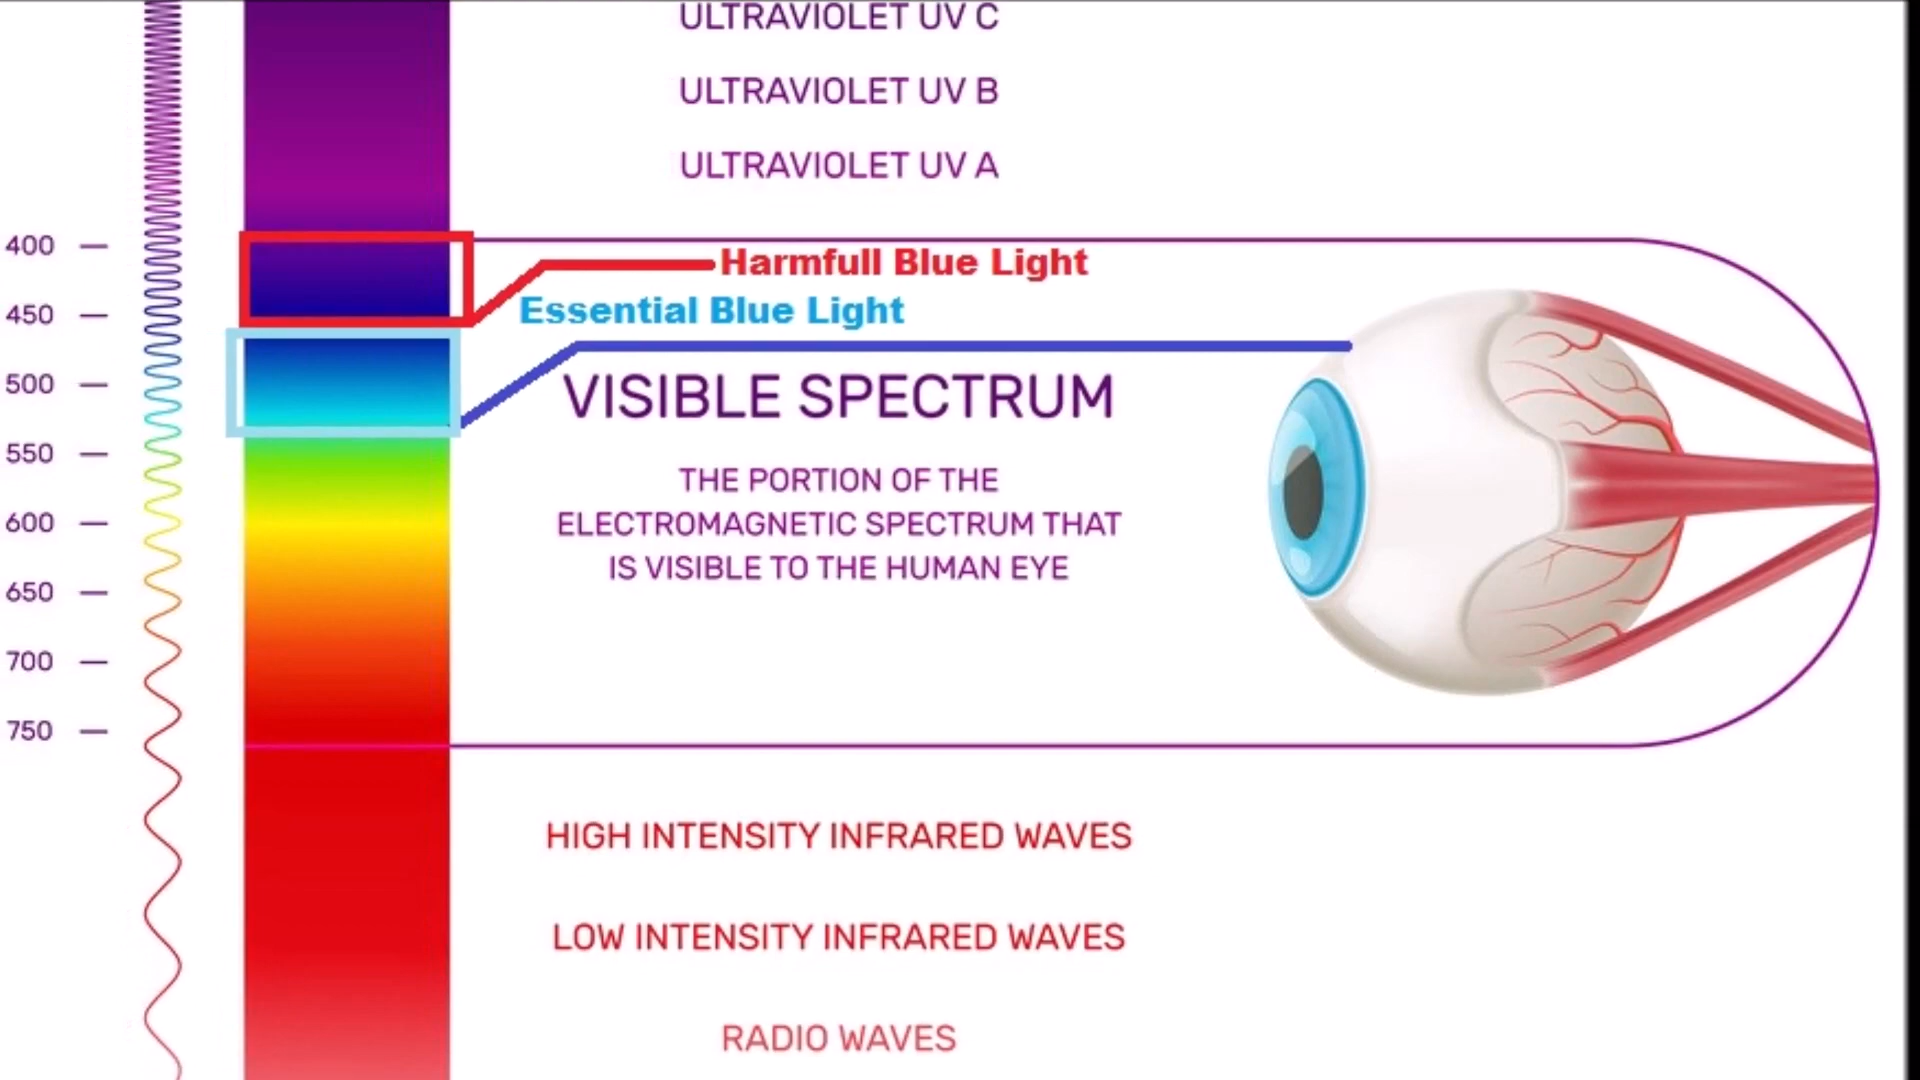 ULTRAVIOLET UV C
ULTRAVIOLET UV B
ULTRAVIOLET UV A
400
Harmfull Blue Light
450
Essential Blue Light
500
VISIBLE SPECTRUM
550
THE PORTION OF THE
600
ELECTROMAGNETIC SPECTRUM THAT
IS VISIBLE TO THE HUMAN EYE
650
700
750
HIGH INTENSITY INFRARED WAVES
LOW INTENSITY INFRARED WAVES
RADIO WAVES